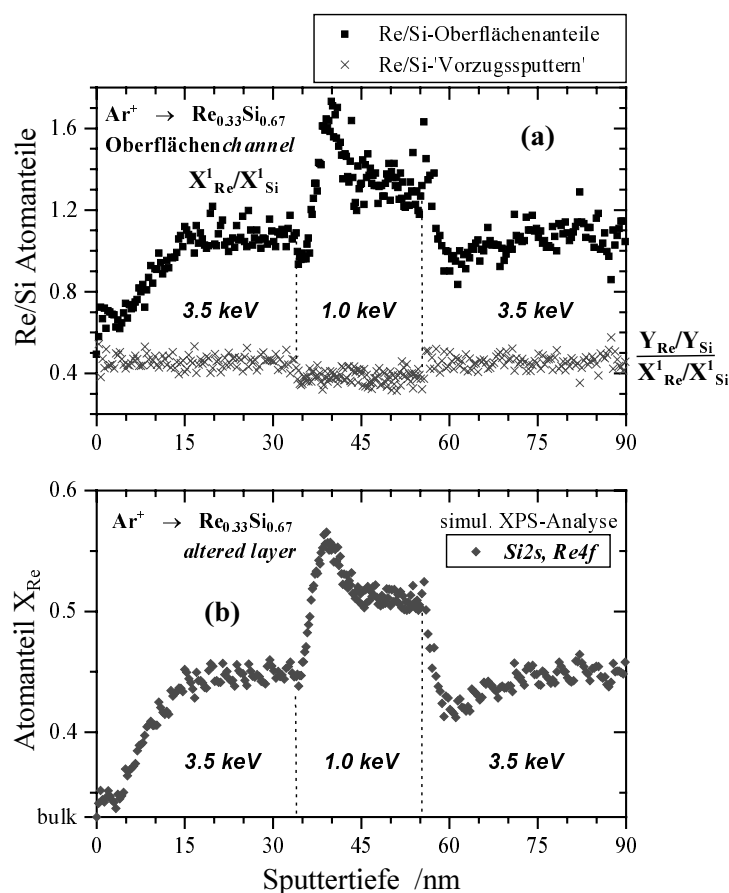 Re/Si-Oberflächenanteile
Re/Si-'Vorzugssputtern'
Ar⁺ → Re₀.₃₃Si₀.₆₇
Oberflächenchannel
X¹Re/X¹Si
(a)
Re/Si Atomanteile
1.6
1.2
0.8
0.4
3.5 keV
1.0 keV
3.5 keV
YRe/YSi
X¹Re/X¹Si
0
15
30
45
60
75
90
Ar⁺ → Re₀.₃₃Si₀.₆₇
altered layer
simul. XPS-Analyse
Si2s, Re4f
(b)
Atomanteil XRe
0.6
0.5
0.4
bulk
3.5 keV
1.0 keV
3.5 keV
0
15
30
45
60
75
90
Sputtertiefe /nm